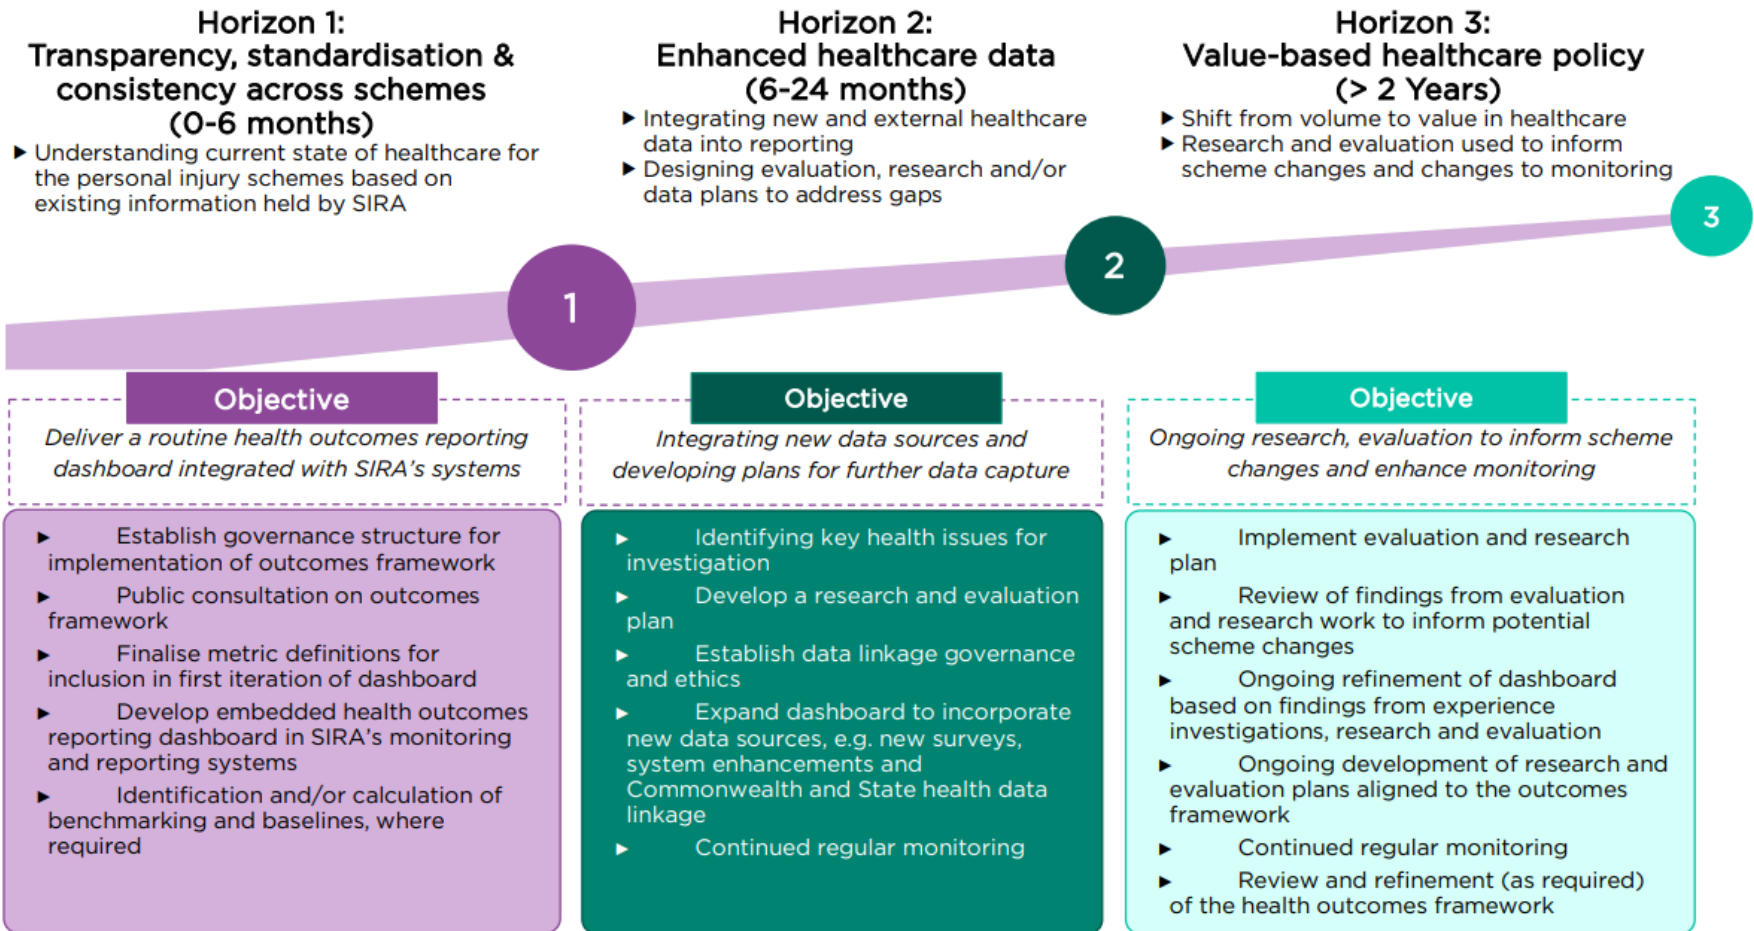 Horizon 1:
Transparency, standardisation &
consistency across schemes
(0-6 months)
► Understanding current state of healthcare for
the personal injury schemes based on
existing information held by SIRA
Horizon 2:
Enhanced healthcare data
(6-24 months)
► Integrating new and external healthcare
data into reporting
► Designing evaluation, research and/or
data plans to address gaps
Horizon 3:
Value-based healthcare policy
(> 2 Years)
► Shift from volume to value in healthcare
► Research and evaluation used to inform
scheme changes and changes to monitoring
1
2
3
Objective
Deliver a routine health outcomes reporting
dashboard integrated with SIRA's systems
► Establish governance structure for
implementation of outcomes framework
► Public consultation on outcomes
framework
► Finalise metric definitions for
inclusion in first iteration of dashboard
► Develop embedded health outcomes
reporting dashboard in SIRA's monitoring
and reporting systems
► Identification and/or calculation of
benchmarking and baselines, where
required
Objective
Integrating new data sources and
developing plans for further data capture
► Identifying key health issues for
investigation
► Develop a research and evaluation
plan
► Establish data linkage governance
and ethics
► Expand dashboard to incorporate
new data sources, e.g. new surveys,
system enhancements and
Commonwealth and State health data
linkage
► Continued regular monitoring
Objective
Ongoing research, evaluation to inform scheme
changes and enhance monitoring
► Implement evaluation and research
plan
► Review of findings from evaluation
and research work to inform potential
scheme changes
► Ongoing refinement of dashboard
based on findings from experience
investigations, research and evaluation
► Ongoing development of research and
evaluation plans aligned to the outcomes
framework
► Continued regular monitoring
► Review and refinement (as required)
of the health outcomes framework